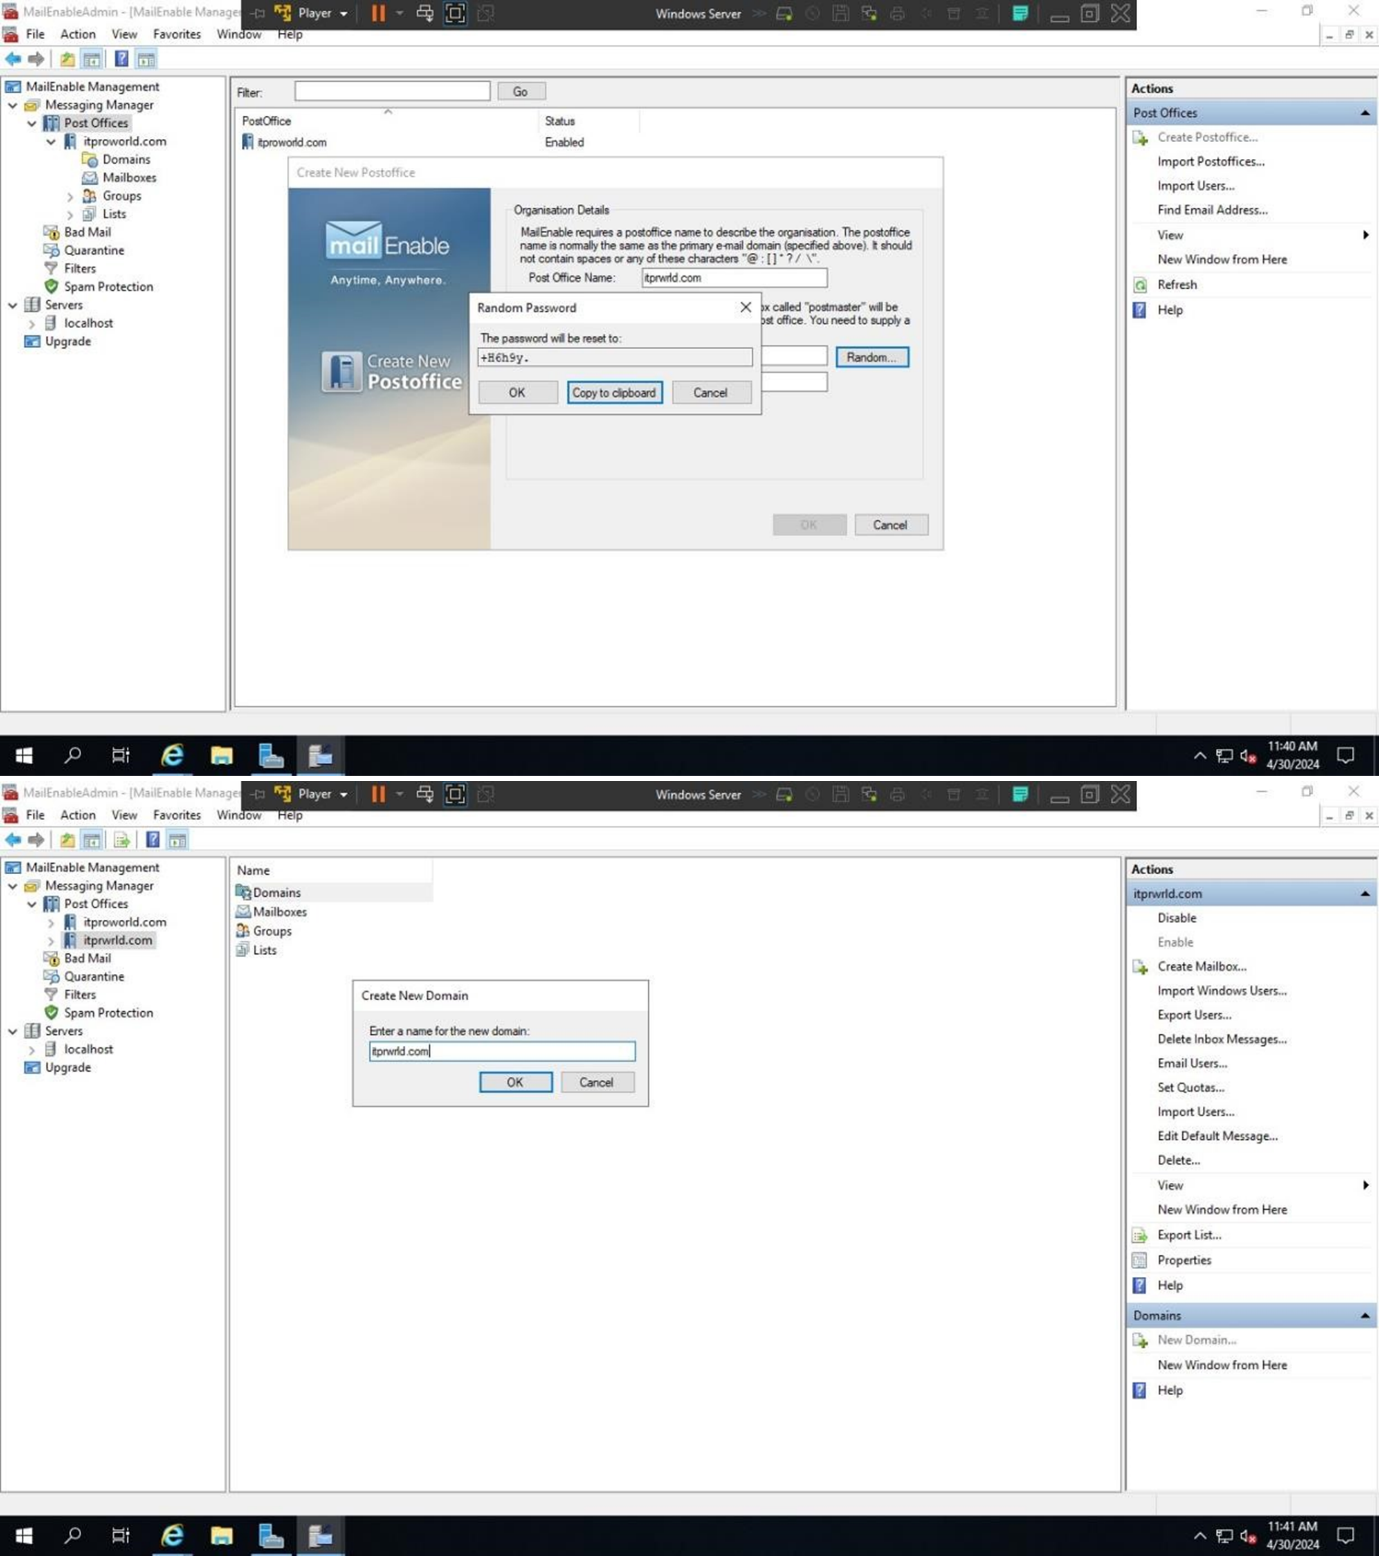 MailEnableAdmin - [MailEnable Manage
Player
Windows Server
File Action View Favorites Window Help
MailEnable Management
Messaging Manager
Post Offices
itproworld.com
Domains
Mailboxes
Groups
Lists
Bad Mail
Quarantine
Filters
Spam Protection
Servers
localhost
Upgrade
Filter:
Go
PostOffice Status
itproworld.com Enabled
Create New Postoffice
mail Enable
Anytime, Anywhere.
Create New
Postoffice
Organisation Details
MailEnable requires a postoffice name to describe the organisation. The postoffice
name is normally the same as the primary e-mail domain (specified above). It should
not contain spaces or any of these characters "@ : [ ] * ? / \".
Post Office Name: itprwrld.com
ox called "postmaster" will be
ost office. You need to supply a
Random...
Random Password
The password will be reset to:
+H6h9y.
OK Copy to clipboard Cancel
OK Cancel
Actions
Post Offices
Create Postoffice...
Import Postoffices...
Import Users...
Find Email Address...
View
New Window from Here
Refresh
Help
11:40 AM
4/30/2024
MailEnableAdmin - [MailEnable Manage
Player
Windows Server
File Action View Favorites Window Help
MailEnable Management
Messaging Manager
Post Offices
itproworld.com
itprwrld.com
Bad Mail
Quarantine
Filters
Spam Protection
Servers
localhost
Upgrade
Name
Domains
Mailboxes
Groups
Lists
Create New Domain
Enter a name for the new domain:
itprwrld.com
OK Cancel
Actions
itprwrld.com
Disable
Enable
Create Mailbox...
Import Windows Users...
Export Users...
Delete Inbox Messages...
Email Users...
Set Quotas...
Import Users...
Edit Default Message...
Delete...
View
New Window from Here
Export List...
Properties
Help
Domains
New Domain...
New Window from Here
Help
11:41 AM
4/30/2024